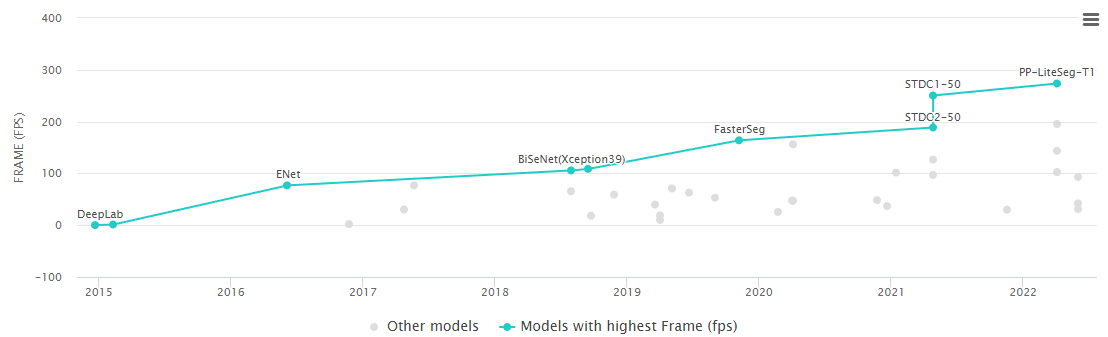 400
300
200
100
0
-100
FRAME (FPS)
DeepLab
ENet
BiSeNet(Xception39)
FasterSeg
STDC1-50
STDC2-50
PP-LiteSeg-T1
2015 2016 2017 2018 2019 2020 2021 2022
Other models Models with highest Frame (fps)